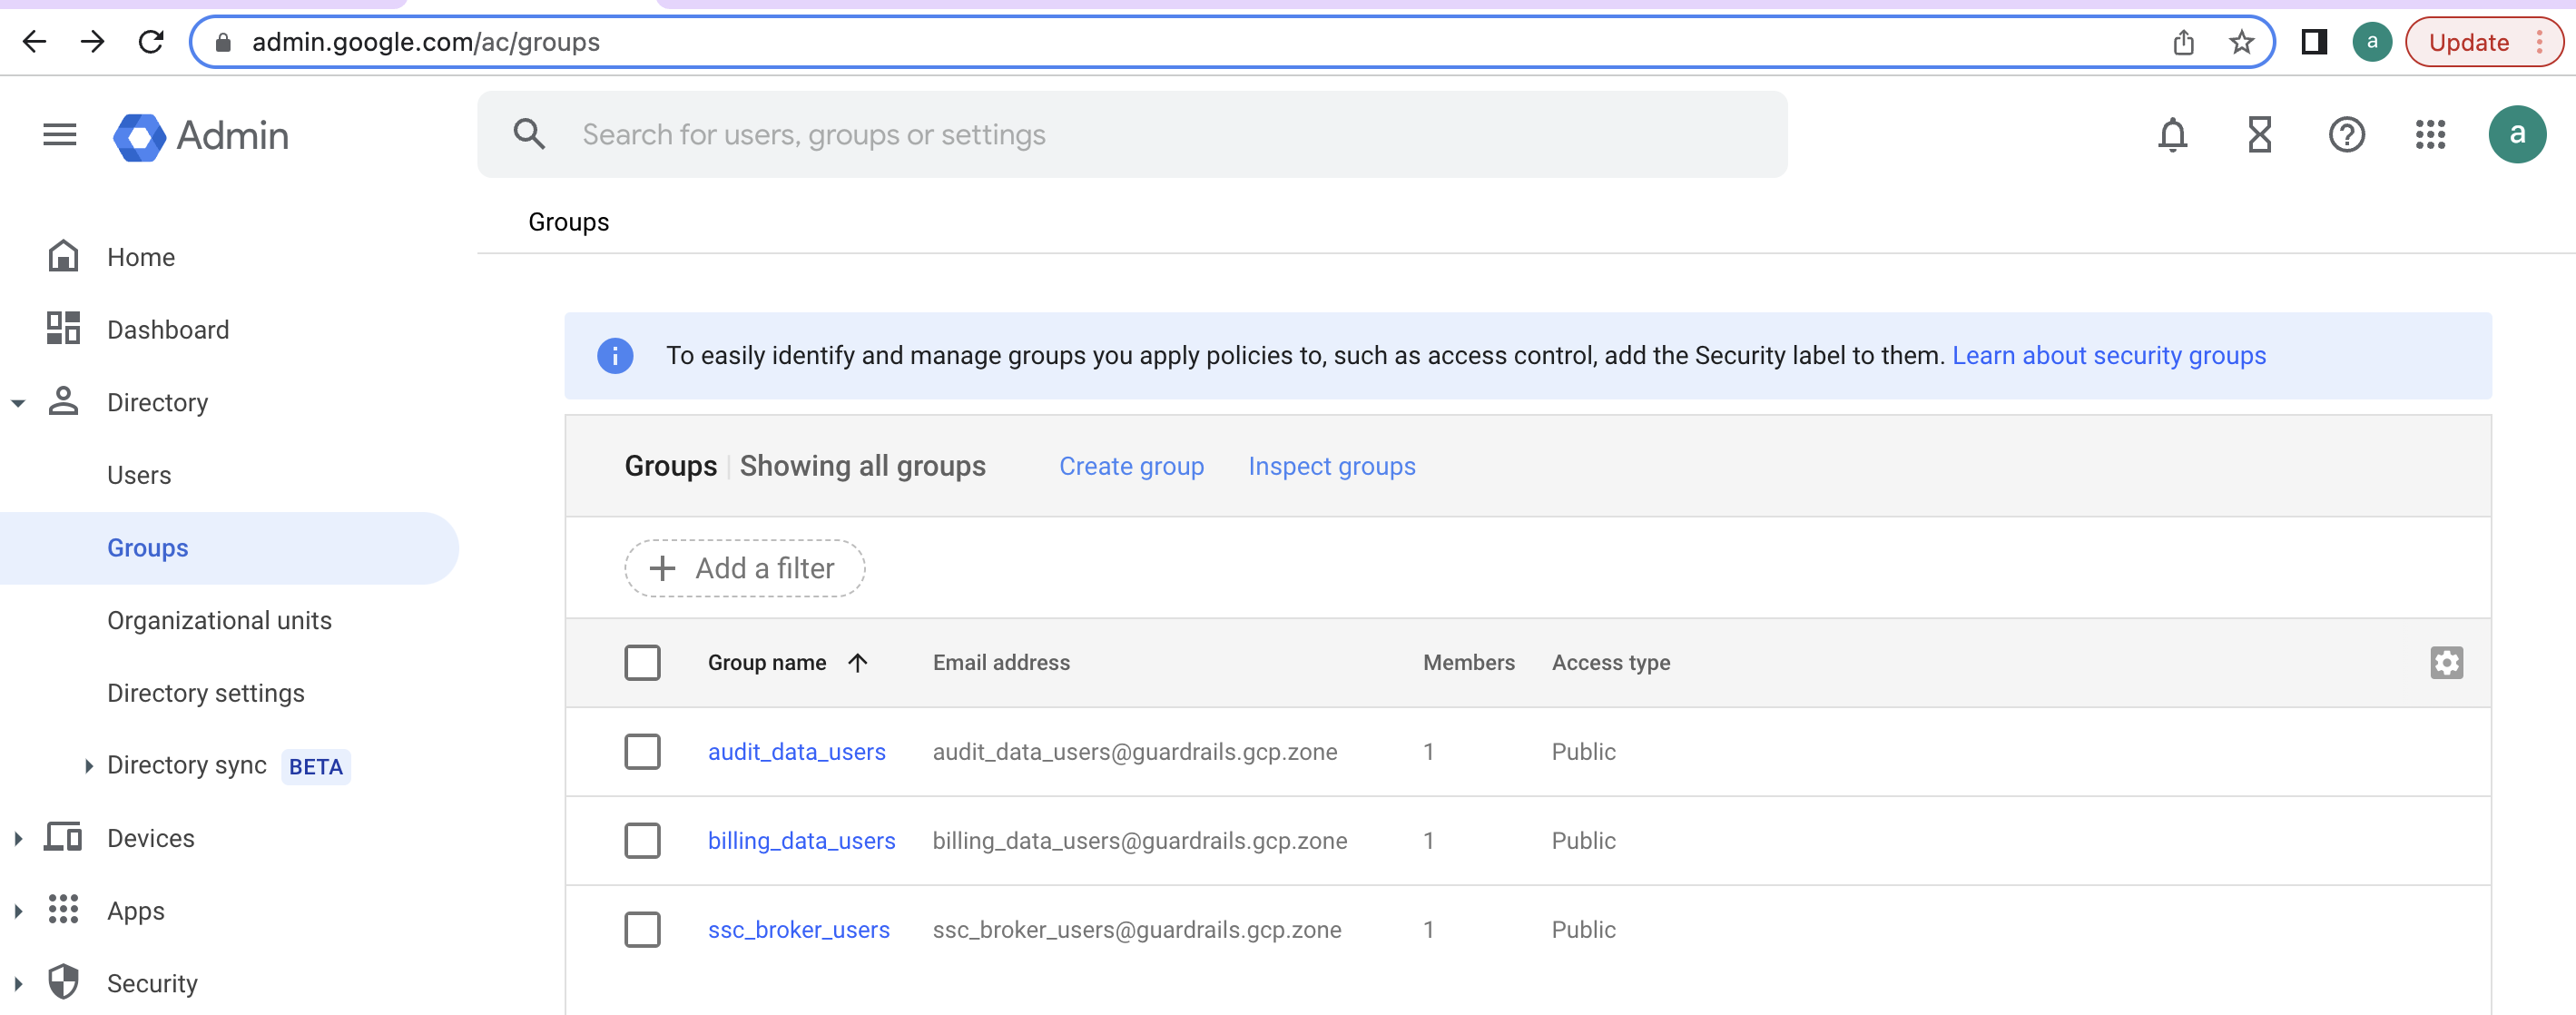 admin.google.com/ac/groups
a
Update
Admin
Search for users, groups or settings
a
Groups
Home
Dashboard
Directory
Users
Groups
Organizational units
Directory settings
Directory sync BETA
Devices
Apps
Security
To easily identify and manage groups you apply policies to, such as access control, add the Security label to them. Learn about security groups
Groups | Showing all groups Create group Inspect groups
+ Add a filter
Group name Email address Members Access type
audit_data_users audit_data_users@guardrails.gcp.zone 1 Public
billing_data_users billing_data_users@guardrails.gcp.zone 1 Public
ssc_broker_users ssc_broker_users@guardrails.gcp.zone 1 Public